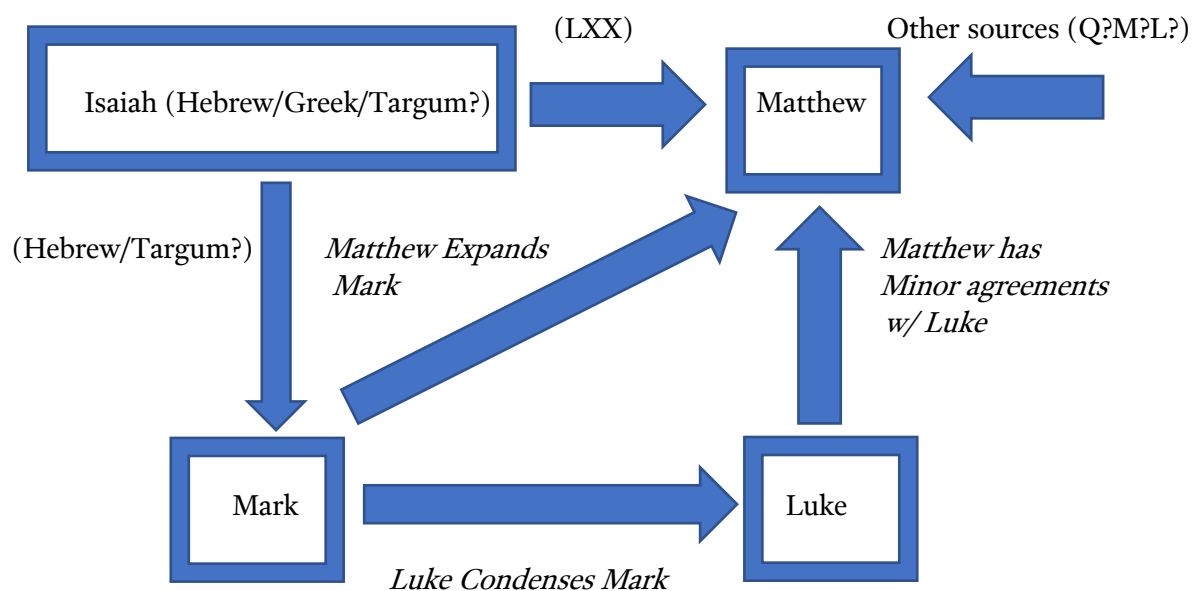 (LXX)
Other sources (Q?M?L?)
Isaiah (Hebrew/Greek/Targum?)
Matthew
(Hebrew/Targum?)
Matthew Expands
Mark
Matthew has
Minor agreements
w/ Luke
Mark
Luke
Luke Condenses Mark